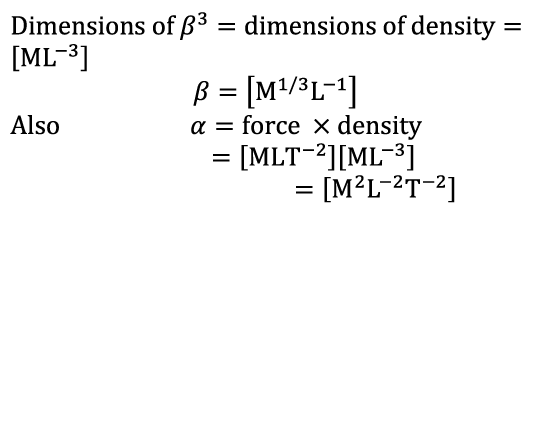 Dimensions of β³ = dimensions of density =
[ML⁻³]
β = [M¹/³L⁻¹]
Also α = force × density
= [MLT⁻²][ML⁻³]
= [M²L⁻²T⁻²]